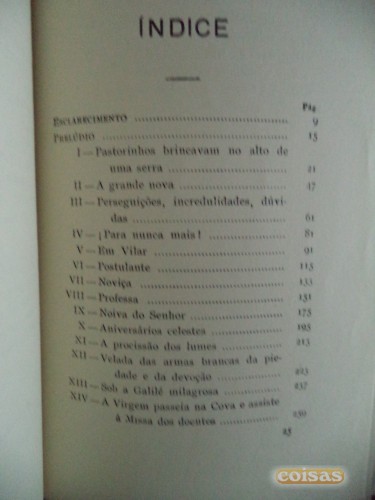 ÍNDICE
Pág
ESCLARECIMENTO 9
PRELÚDIO 15
I — Pastorinhos brincavam no alto de
uma serra 21
II — A grande nova 47
III — Perseguições, incredulidades, dúvi-
das 61
IV — ¡Para nunca mais! 81
V — Em Vilar 91
VI — Postulante 115
VII — Noviça 133
VIII — Professa 151
IX — Noiva do Senhor 175
X — Aniversários celestes 195
XI — A procissão dos lumes 215
XII — Velada das armas brancas da pie-
dade e da devoção 223
XIII — Sob a Galilé milagrosa 237
XIV — A Virgem passeia na Cova e assiste
à Missa dos doentes 250
25
coisas